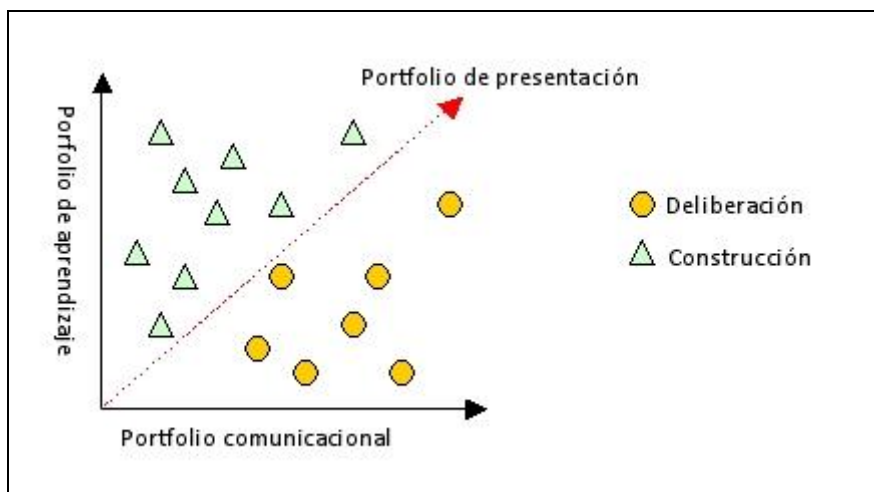 Portfolio de presentación
Porfolio de aprendizaje
Deliberación
Construcción
Portfolio comunicacional